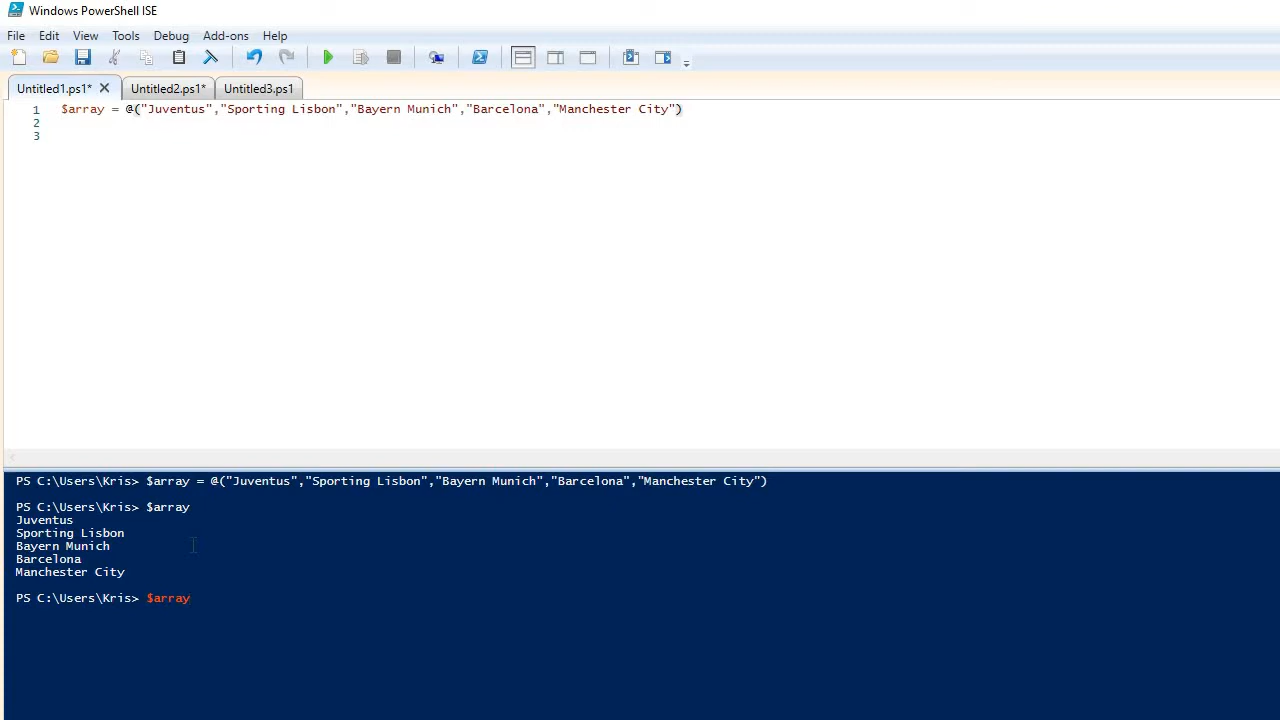 Windows PowerShell ISE
File Edit View Tools Debug Add-ons Help
Untitled1.ps1* Untitled2.ps1* Untitled3.ps1
1 $array = @("Juventus","Sporting Lisbon","Bayern Munich","Barcelona","Manchester City")
2
3
PS C:\Users\Kris> $array = @("Juventus","Sporting Lisbon","Bayern Munich","Barcelona","Manchester City")
PS C:\Users\Kris> $array
Juventus
Sporting Lisbon
Bayern Munich
Barcelona
Manchester City
PS C:\Users\Kris> $array